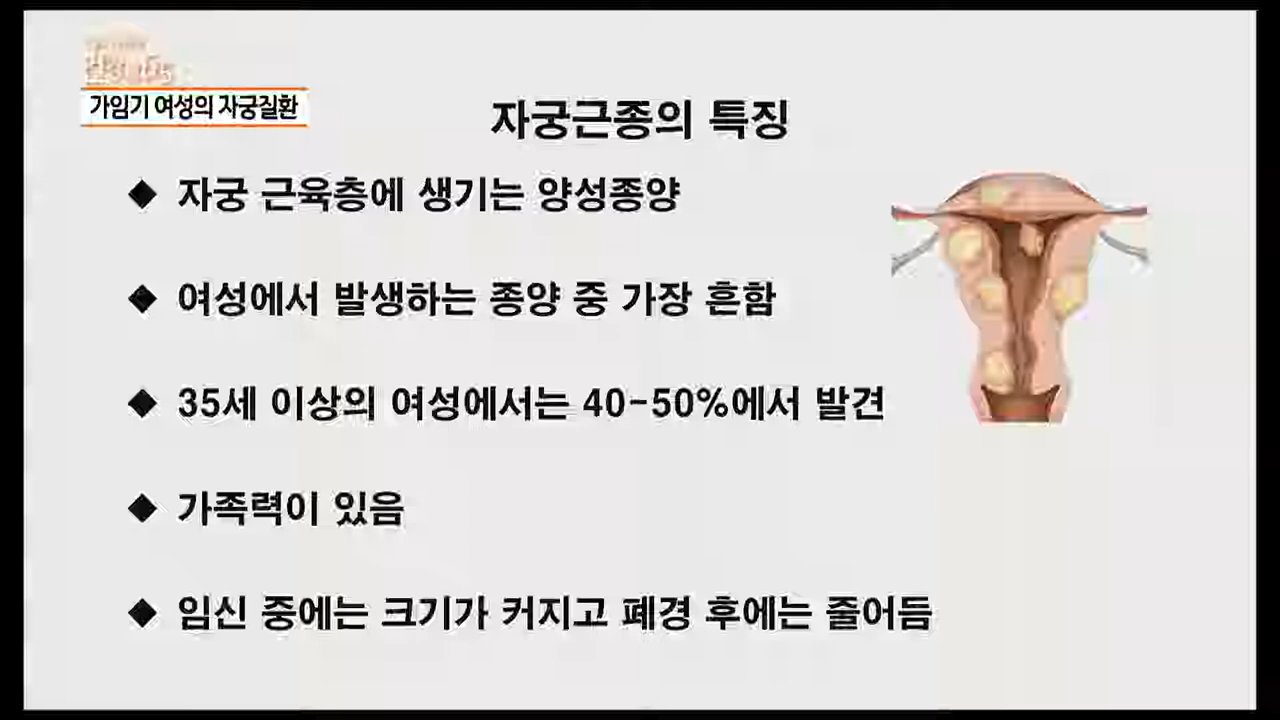 가임기 여성의 자궁질환
자궁근종의 특징
◆ 자궁 근육층에 생기는 양성종양
◆ 여성에서 발생하는 종양 중 가장 흔함
◆ 35세 이상의 여성에서는 40-50%에서 발견
◆ 가족력이 있음
◆ 임신 중에는 크기가 커지고 폐경 후에는 줄어듬